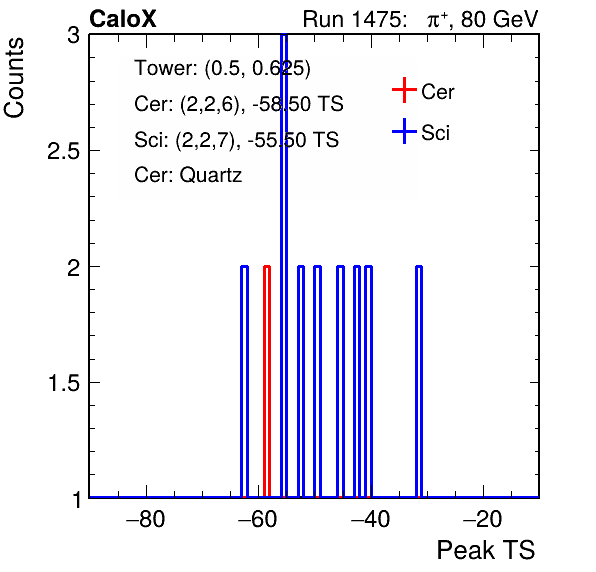 CaloX Run 1475: π⁺, 80 GeV
Counts
3
Tower: (0.5, 0.625)
Cer
Cer: (2,2,6), -58.50 TS
Sci
Sci: (2,2,7), -55.50 TS
2.5
Cer: Quartz
2
1.5
1
−80 −60 −40 −20
Peak TS